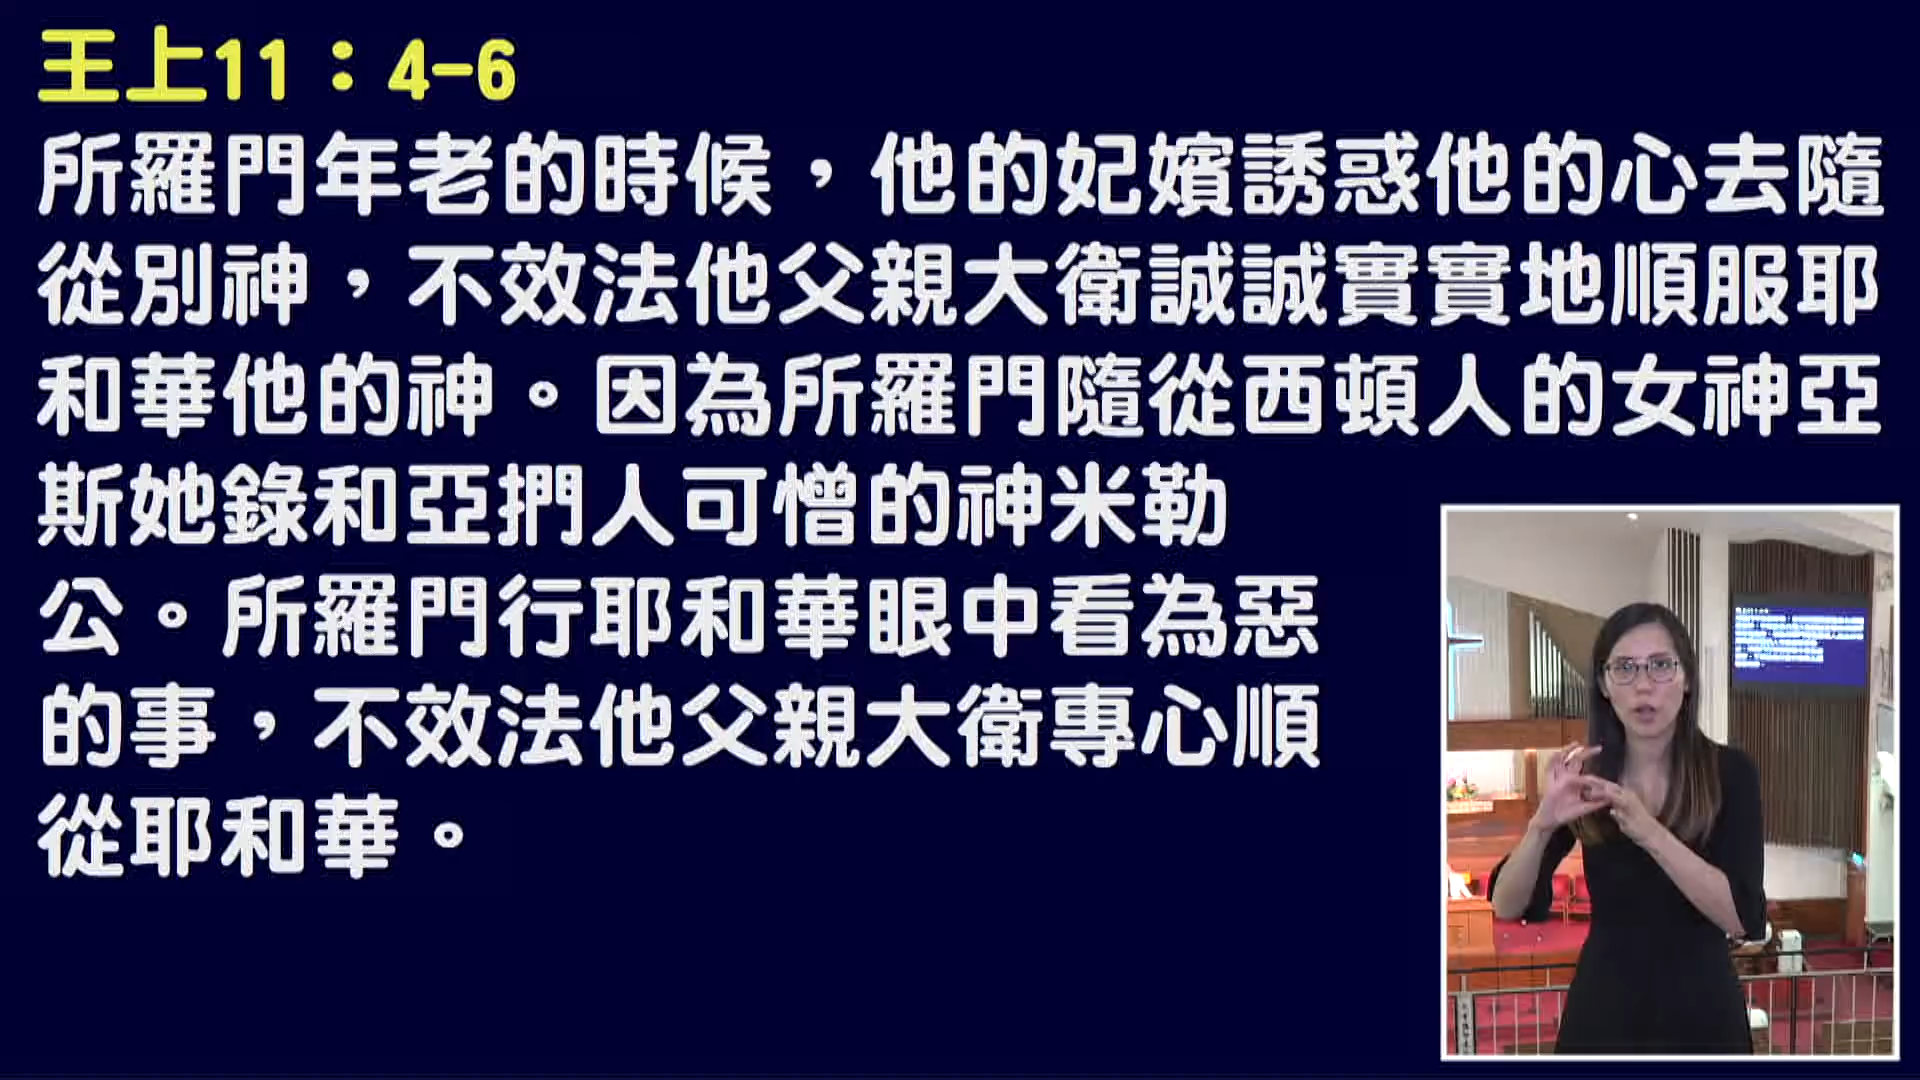 王上11：4-6
所羅門年老的時候，他的妃嬪誘惑他的心去隨
從別神，不效法他父親大衛誠誠實實地順服耶
和華他的神。因為所羅門隨從西頓人的女神亞
斯她錄和亞捫人可憎的神米勒
公。所羅門行耶和華眼中看為惡
的事，不效法他父親大衛專心順
從耶和華。